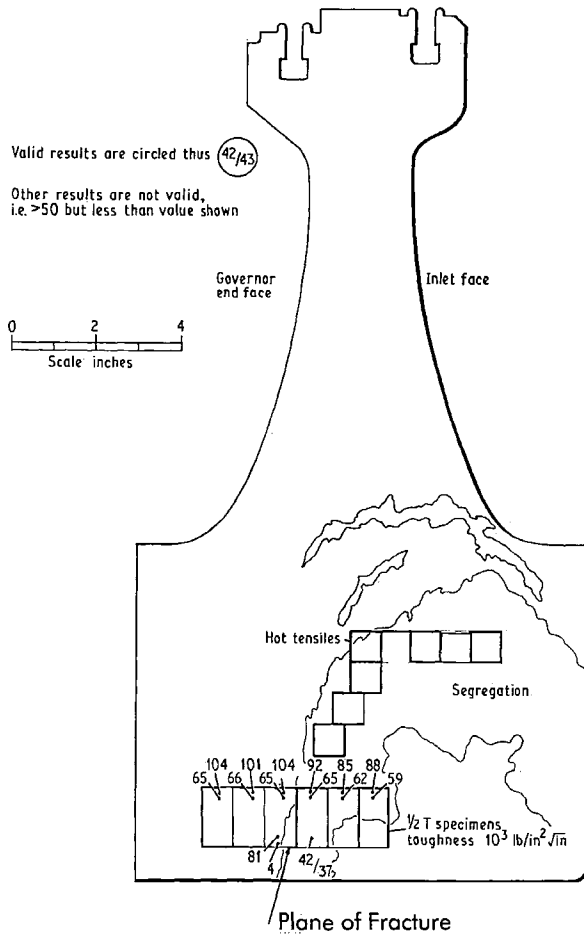 Valid results are circled thus 42/43
Other results are not valid,
i.e. >50 but less than value shown
Governor
end face
Inlet face
0 2 4
Scale inches
Hot tensiles
Segregation
104 101 104 92 85 88
65 66 65 65 62 59
81
4
42/37
½ T specimens
toughness 10³ lb/in²√in
Plane of Fracture